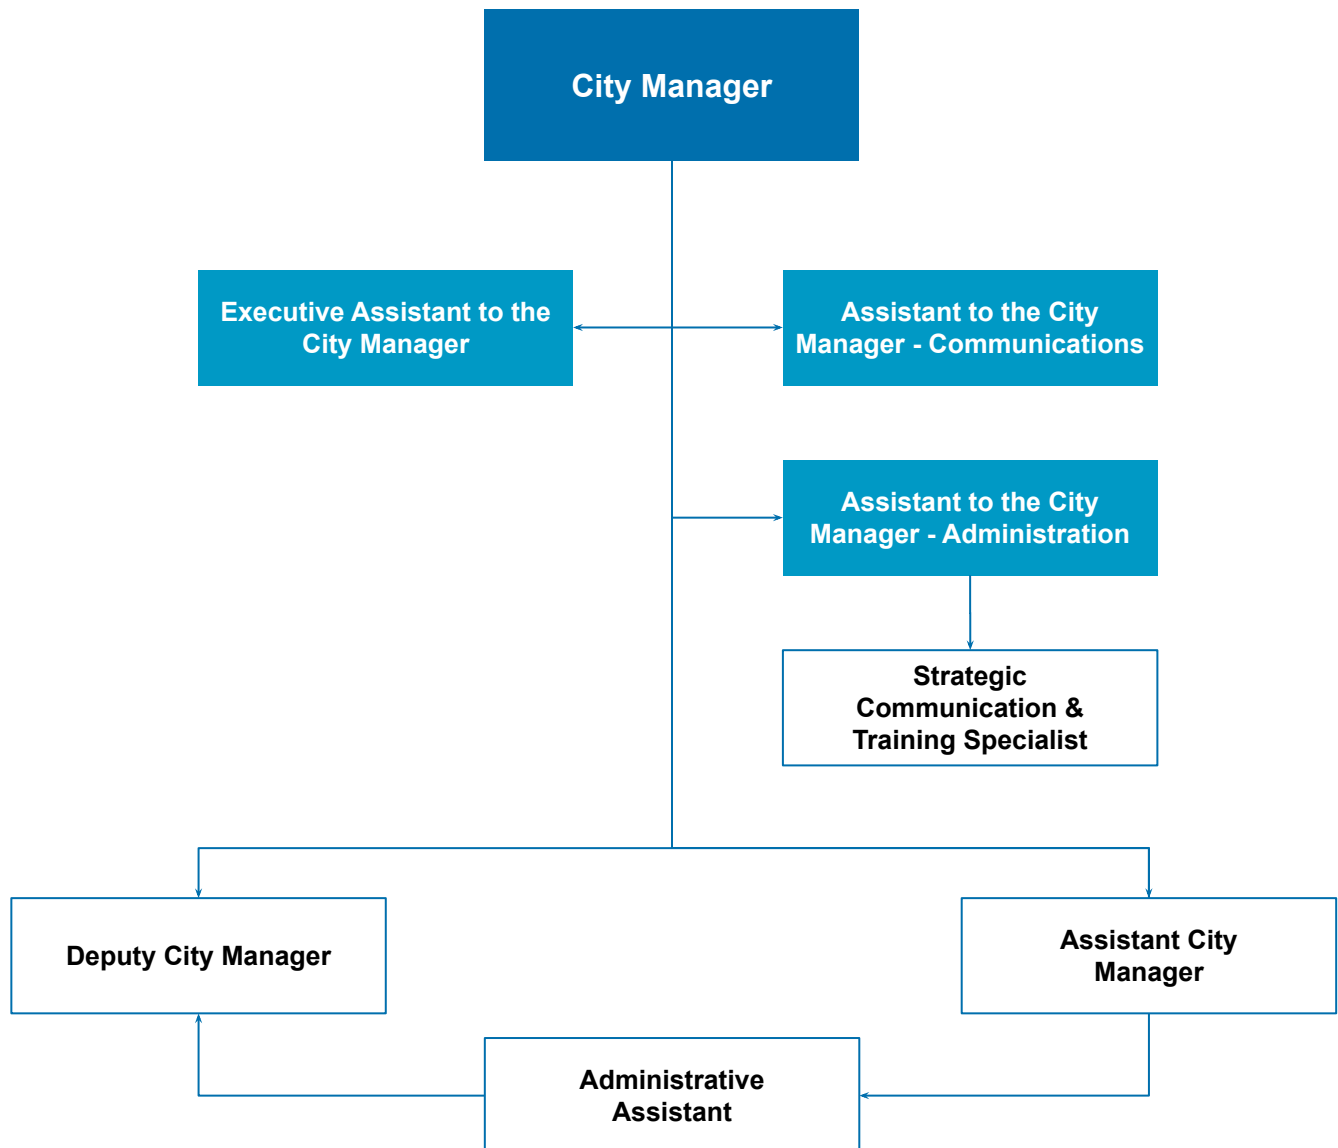 City Manager
Executive Assistant to the
City Manager
Assistant to the City
Manager - Communications
Assistant to the City
Manager - Administration
Strategic
Communication &
Training Specialist
Deputy City Manager
Assistant City
Manager
Administrative
Assistant